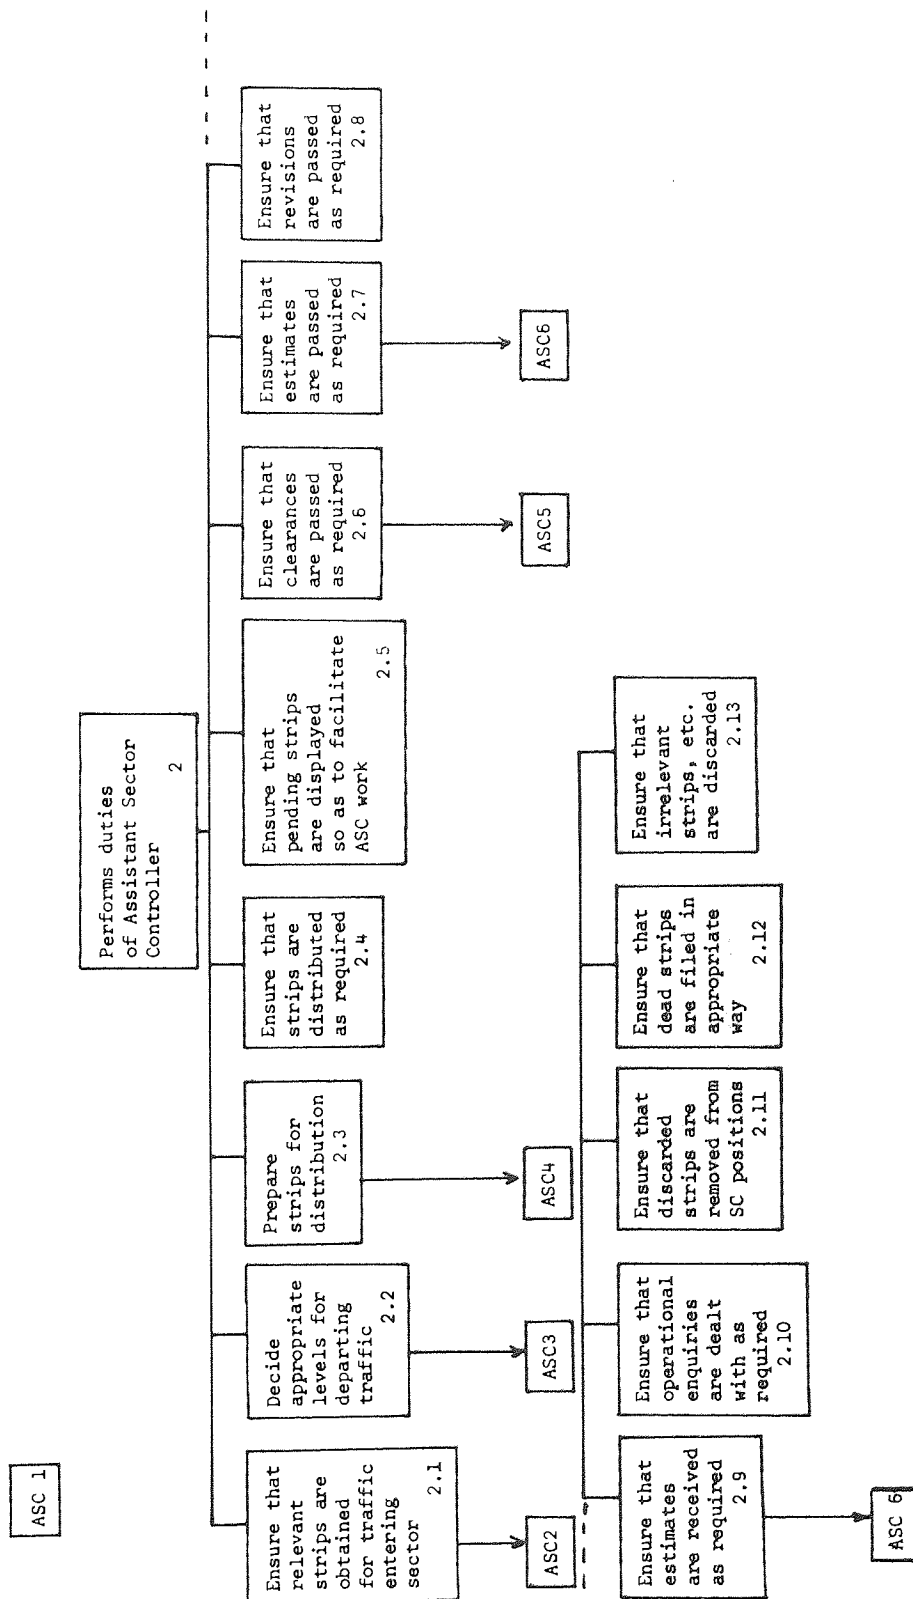 ASC 1
Performs duties
of Assistant Sector
Controller
2
Ensure that
relevant
strips are
obtained
for traffic
entering
sector
2.1
Decide
appropriate
levels for
departing
traffic
2.2
Prepare
strips for
distribution
2.3
Ensure that
strips are
distributed
as required
2.4
Ensure that
pending strips
are displayed
so as to facilitate
ASC work
2.5
Ensure that
clearances
are passed
as required
2.6
Ensure that
estimates
are passed
as required
2.7
Ensure that
revisions
are passed
as required
2.8
ASC2
ASC3
ASC4
ASC5
ASC6
Ensure that
estimates
are received
as required
2.9
Ensure that
operational
enquiries
are dealt
with as
required
2.10
Ensure that
discarded
strips are
removed from
SC positions
2.11
Ensure that
dead strips
are filed in
appropriate
way
2.12
Ensure that
irrelevant
strips, etc.
are discarded
2.13
ASC 6